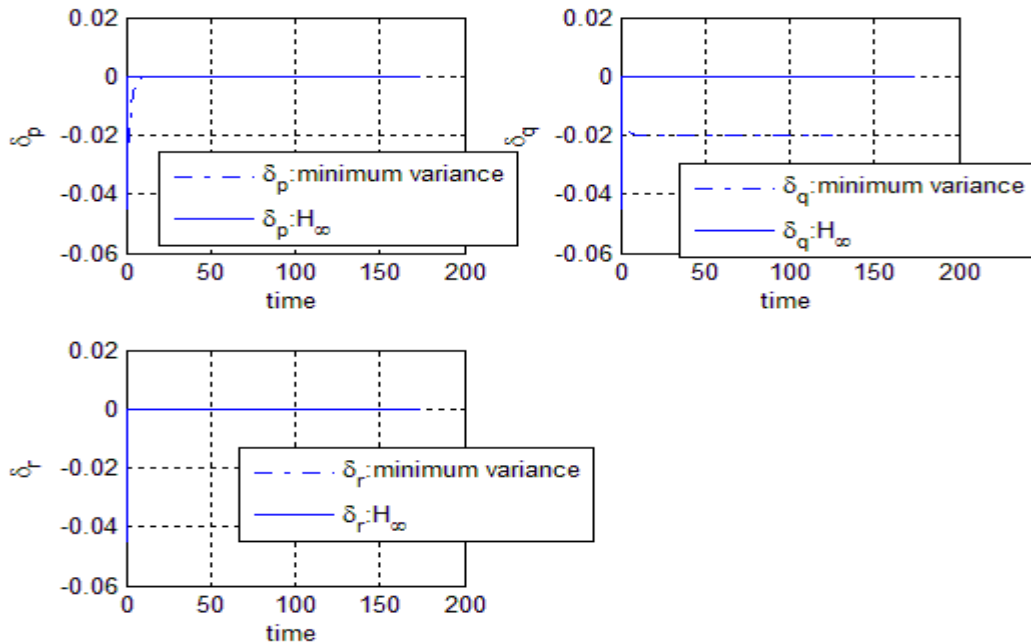 0.02
0
-0.02
-0.04
-0.06
δp
δp:minimum variance
δp:H∞
0 50 100 150 200
time
0.02
0
-0.02
-0.04
-0.06
δq
δq:minimum variance
δq:H∞
0 50 100 150 200
time
0.02
0
-0.02
-0.04
-0.06
δr
δr:minimum variance
δr:H∞
0 50 100 150 200
time